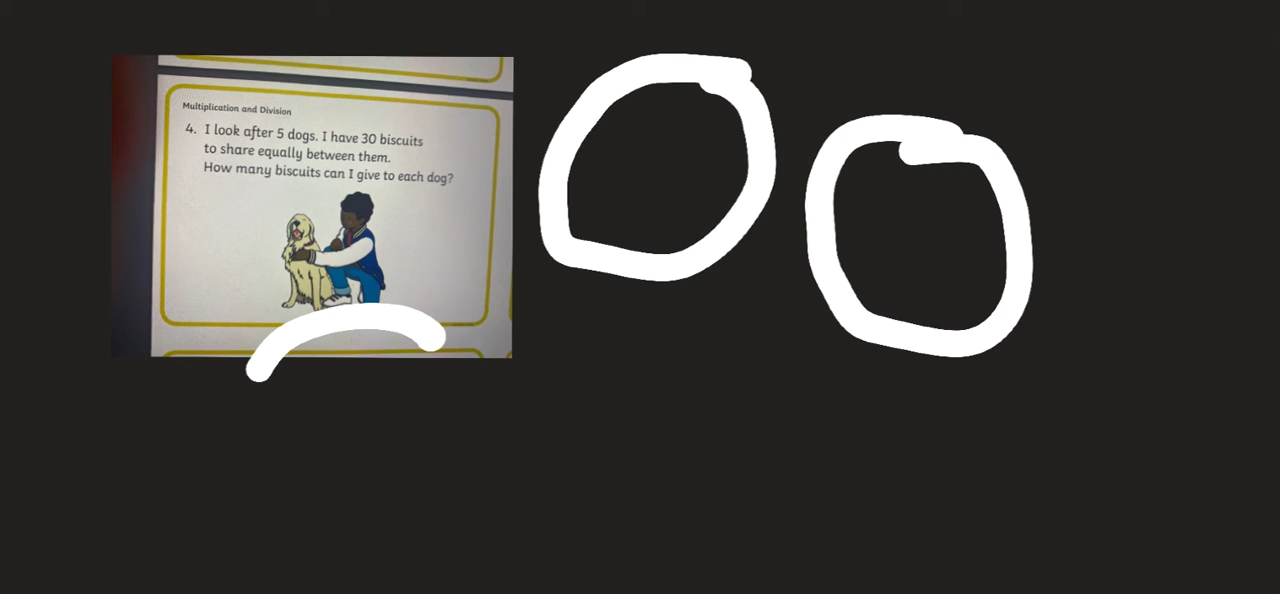 Multiplication and Division
4. I look after 5 dogs. I have 30 biscuits
to share equally between them.
How many biscuits can I give to each dog?